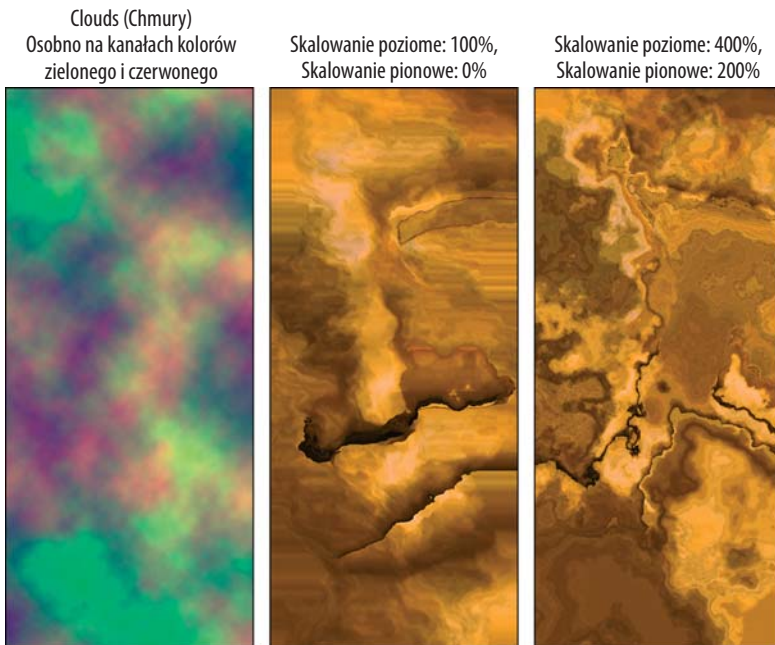 Clouds (Chmury)
Osobno na kanałach kolorów
zielonego i czerwonego
Skalowanie poziome: 100%,
Skalowanie pionowe: 0%
Skalowanie poziome: 400%,
Skalowanie pionowe: 200%